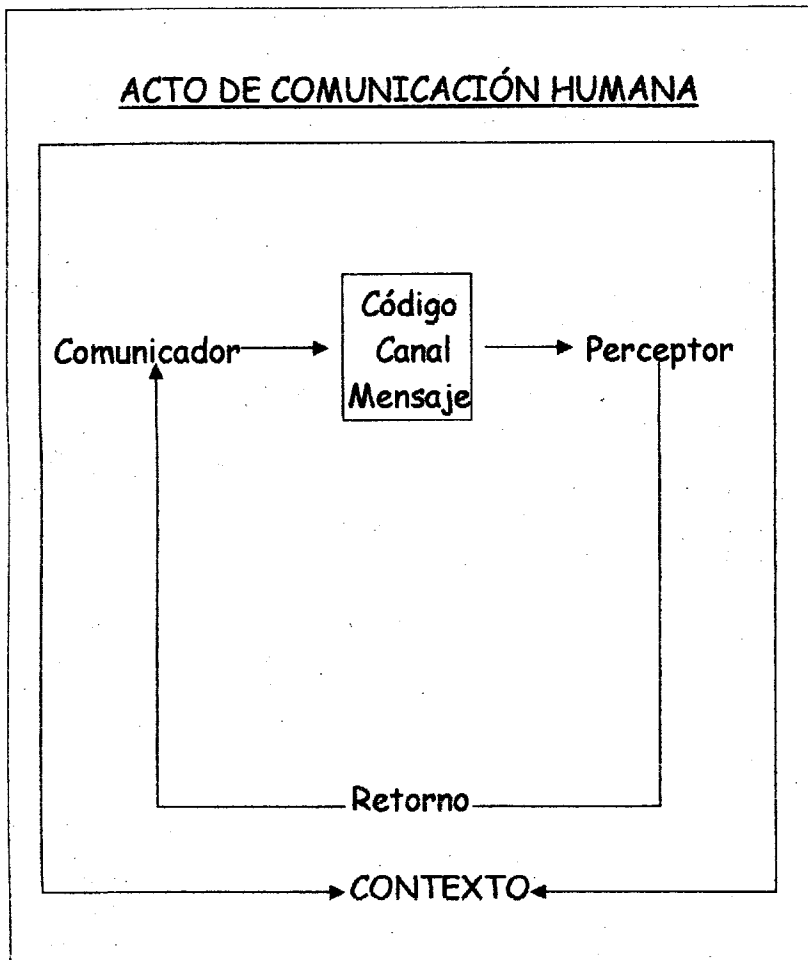 ACTO DE COMUNICACIÓN HUMANA
Código
Comunicador Canal Perceptor
Mensaje
Retorno
CONTEXTO